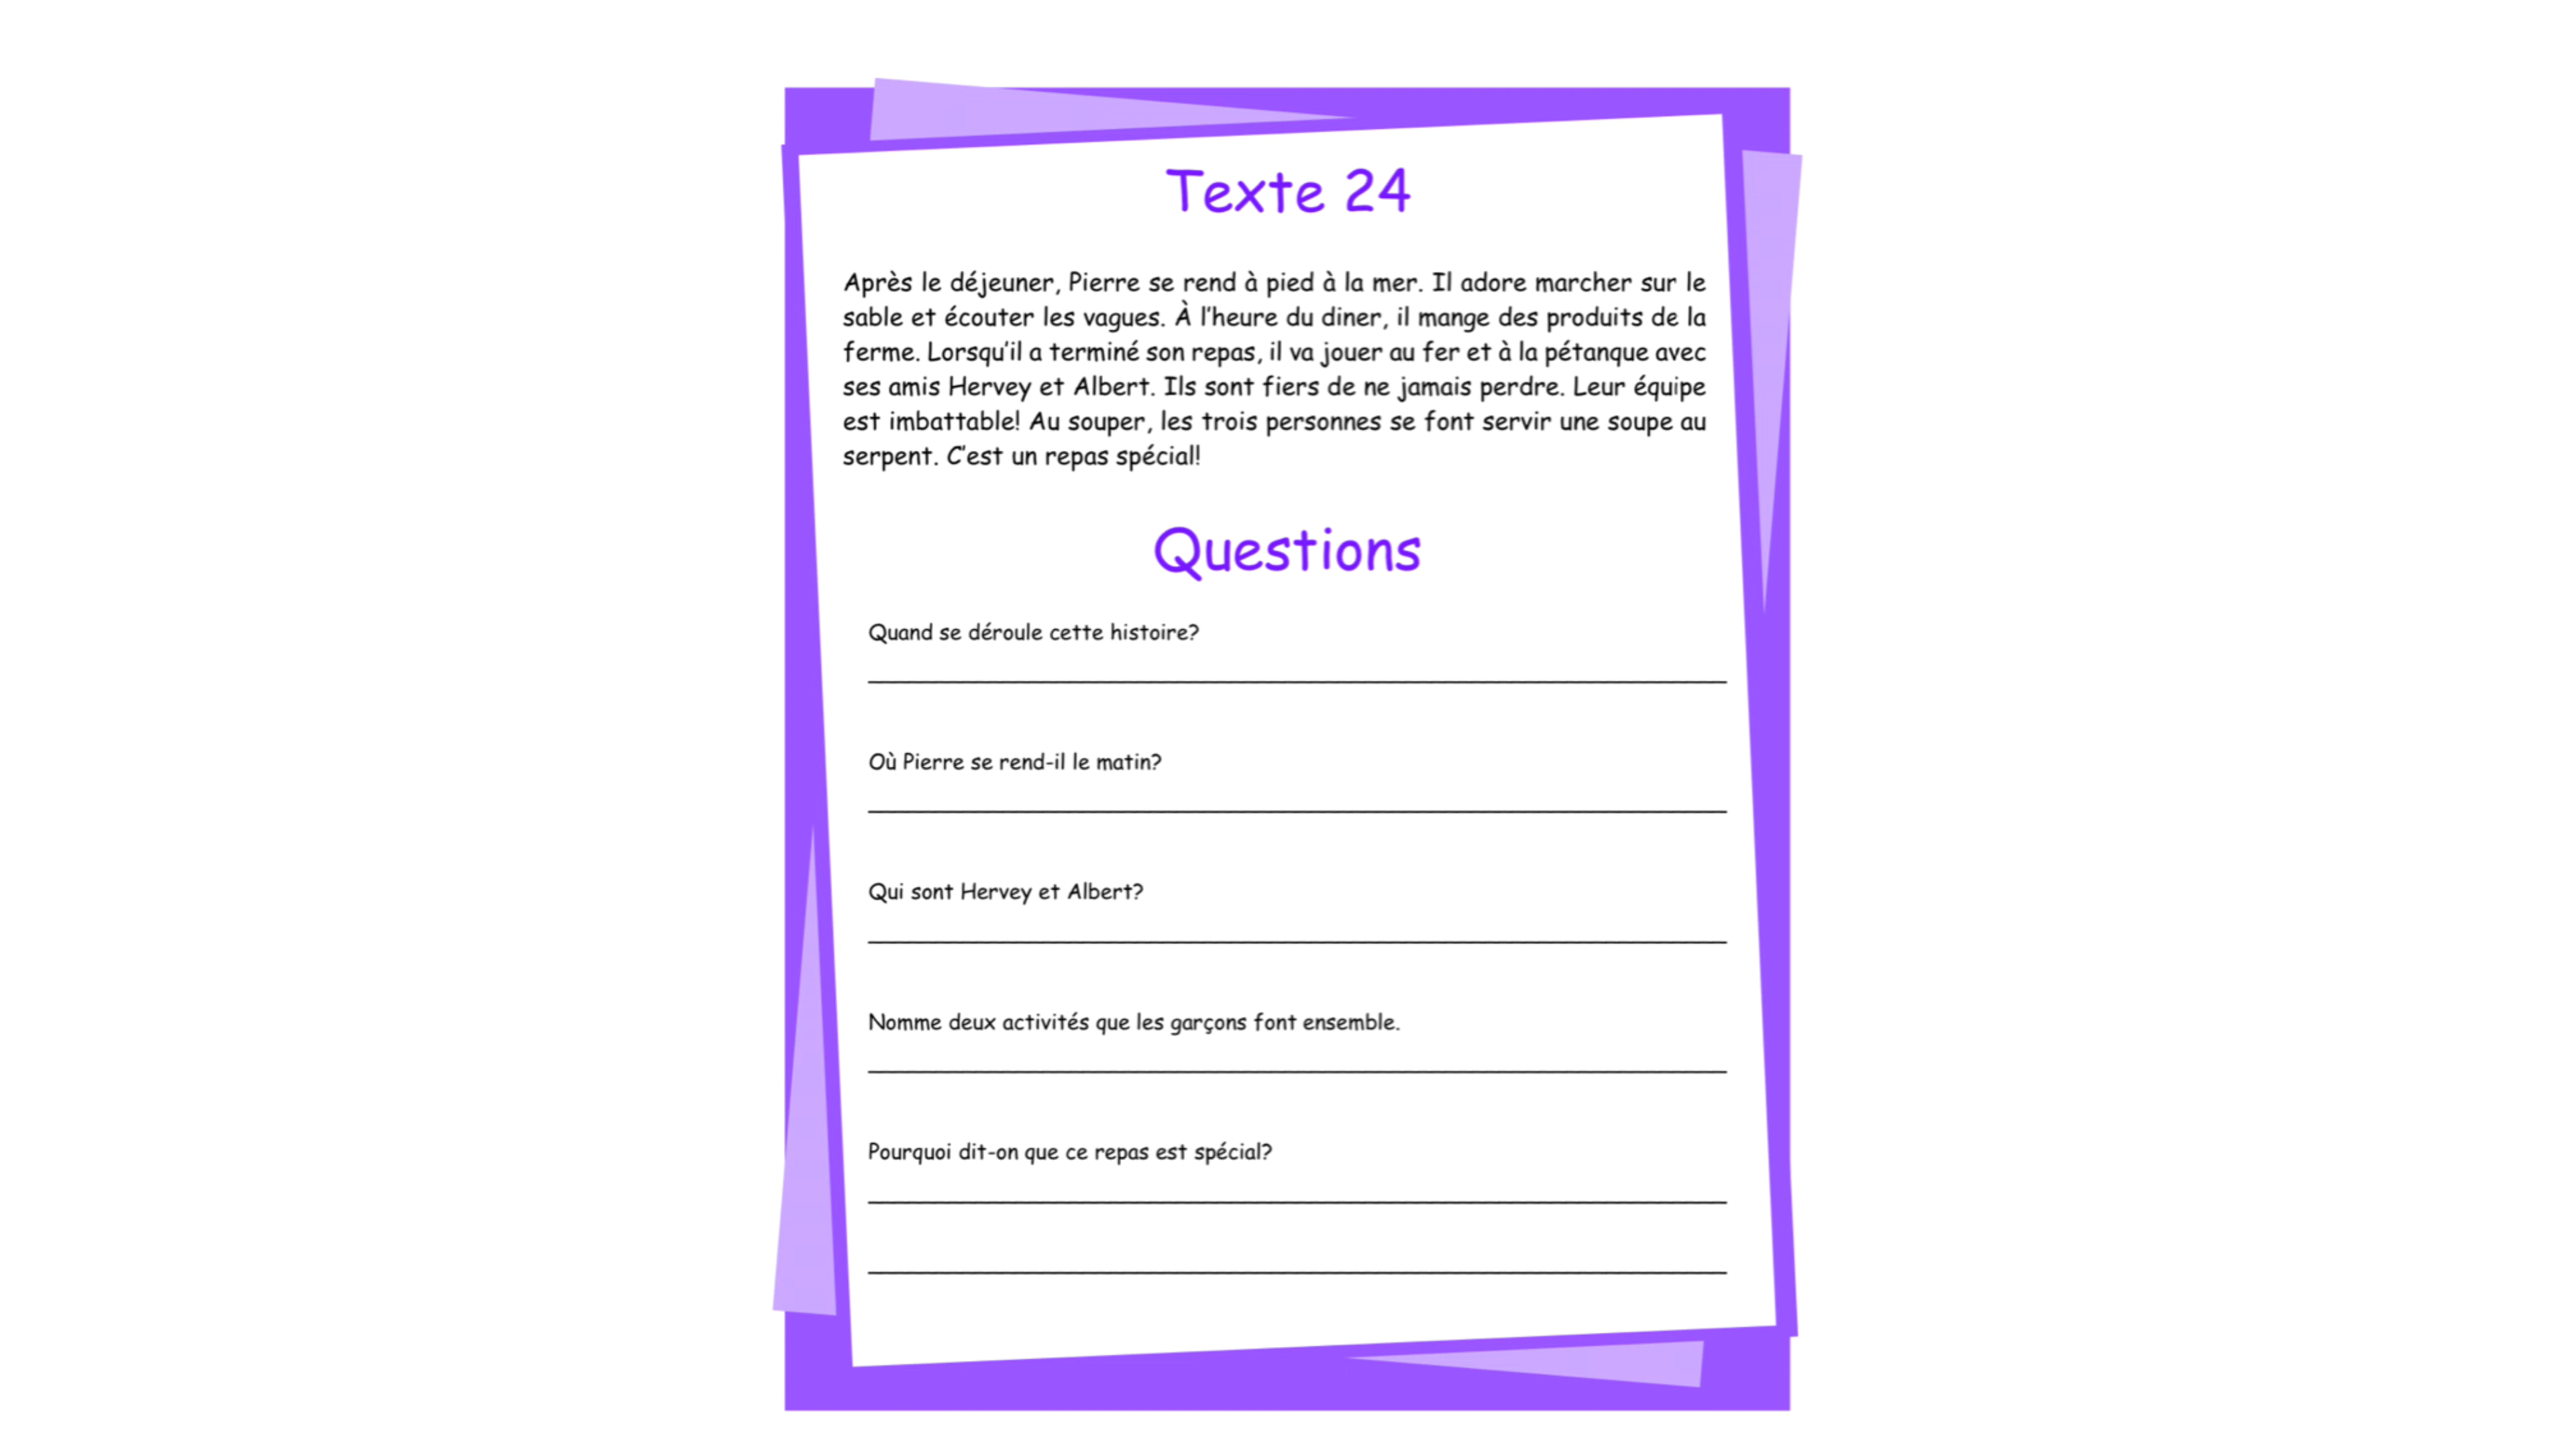 Texte 24
Après le déjeuner, Pierre se rend à pied à la mer. Il adore marcher sur le
sable et écouter les vagues. À l'heure du diner, il mange des produits de la
ferme. Lorsqu'il a terminé son repas, il va jouer au fer et à la pétanque avec
ses amis Hervey et Albert. Ils sont fiers de ne jamais perdre. Leur équipe
est imbattable! Au souper, les trois personnes se font servir une soupe au
serpent. C'est un repas spécial!
Questions
Quand se déroule cette histoire?
Où Pierre se rend-il le matin?
Qui sont Hervey et Albert?
Nomme deux activités que les garçons font ensemble.
Pourquoi dit-on que ce repas est spécial?